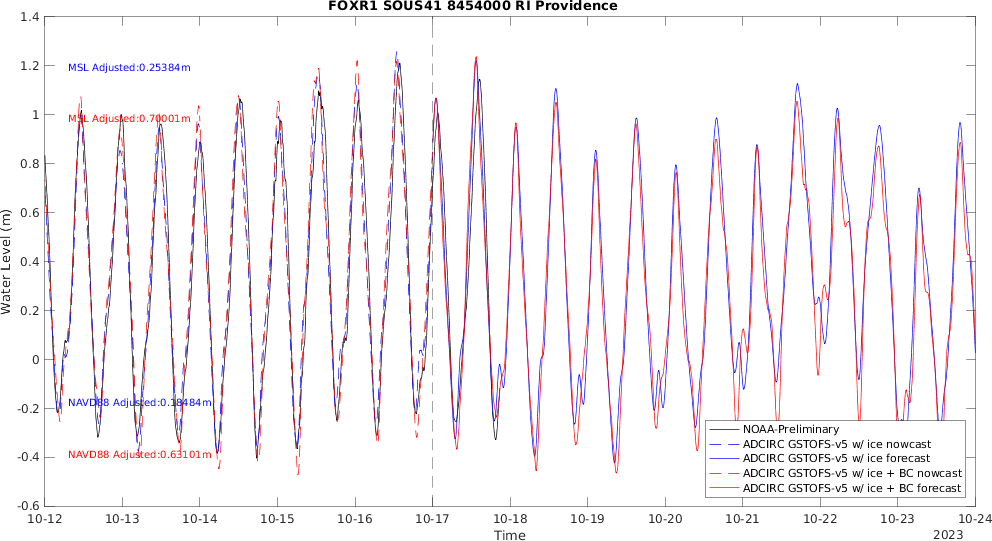 FOXR1 SOUS41 8454000 RI Providence
1.4
1.2
1
0.8
0.6
0.4
0.2
0
-0.2
-0.4
-0.6
Water Level (m)
MSL Adjusted:0.25384m
MSL Adjusted:0.70001m
NAVD88 Adjusted:0.18484m
NAVD88 Adjusted:0.63101m
NOAA-Preliminary
ADCIRC GSTOFS-v5 w/ ice nowcast
ADCIRC GSTOFS-v5 w/ ice forecast
ADCIRC GSTOFS-v5 w/ ice + BC nowcast
ADCIRC GSTOFS-v5 w/ ice + BC forecast
10-12 10-13 10-14 10-15 10-16 10-17 10-18 10-19 10-20 10-21 10-22 10-23 10-24
Time
2023